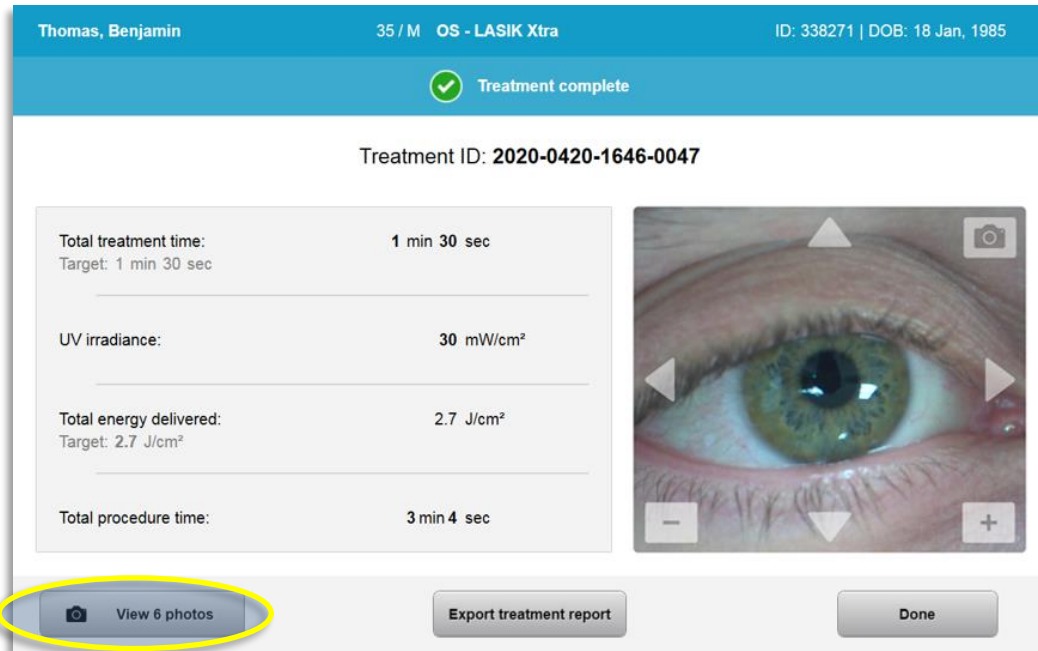 Thomas, Benjamin 35 / M OS - LASIK Xtra ID: 338271 | DOB: 18 Jan, 1985
Treatment complete
Treatment ID: 2020-0420-1646-0047
Total treatment time: 1 min 30 sec
Target: 1 min 30 sec
UV irradiance: 30 mW/cm²
Total energy delivered: 2.7 J/cm²
Target: 2.7 J/cm²
Total procedure time: 3 min 4 sec
View 6 photos Export treatment report Done